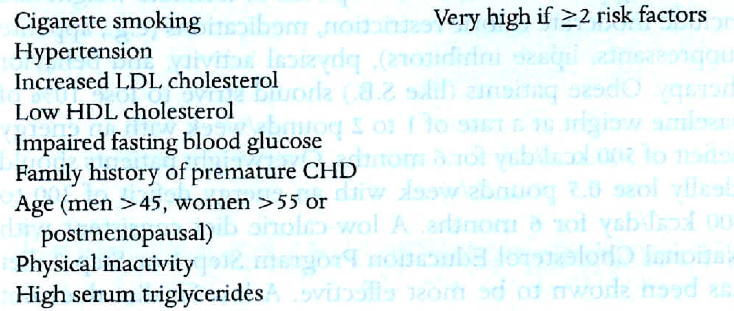 Cigarette smoking Very high if ≥2 risk factors
Hypertension
Increased LDL cholesterol
Low HDL cholesterol
Impaired fasting blood glucose
Family history of premature CHD
Age (men >45, women >55 or
postmenopausal)
Physical inactivity
High serum triglycerides